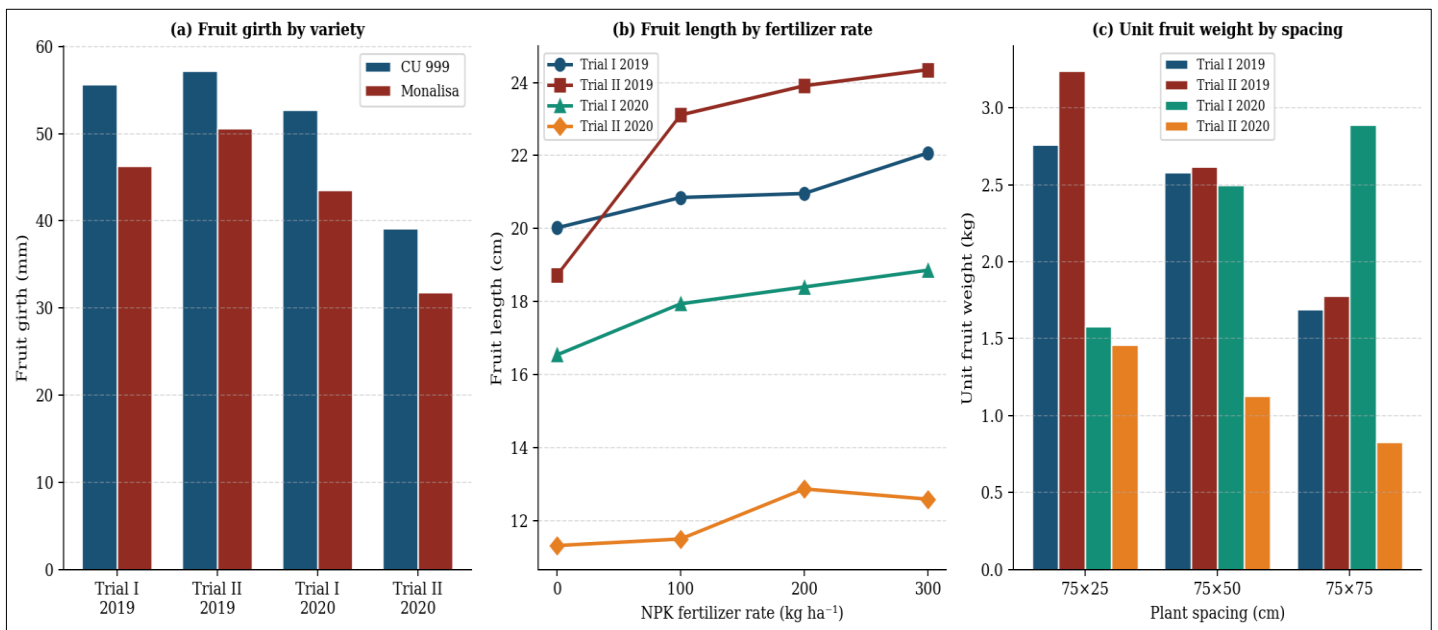 (a) Fruit girth by variety
Fruit girth (mm)
60
50
40
30
20
10
0
CU 999
Monalisa
Trial I
2019
Trial II
2019
Trial I
2020
Trial II
2020
(b) Fruit length by fertilizer rate
Fruit length (cm)
24
22
20
18
16
14
12
Trial I 2019
Trial II 2019
Trial I 2020
Trial II 2020
0 100 200 300
NPK fertilizer rate (kg ha⁻¹)
(c) Unit fruit weight by spacing
Unit fruit weight (kg)
3.0
2.5
2.0
1.5
1.0
0.5
0.0
Trial I 2019
Trial II 2019
Trial I 2020
Trial II 2020
75×25 75×50 75×75
Plant spacing (cm)